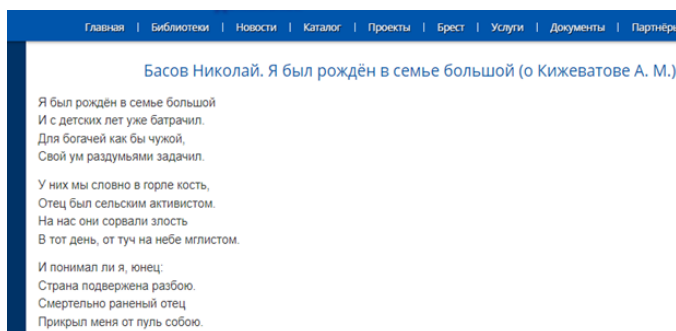 Главная | Библиотеки | Новости | Каталог | Проекты | Брест | Услуги | Документы | Партнёры
Басов Николай. Я был рождён в семье большой (о Кижеватове А. М.)
Я был рождён в семье большой
И с детских лет уже батрачил.
Для богачей как бы чужой,
Свой ум раздумьями задачил.
У них мы словно в горле кость,
Отец был сельским активистом.
На нас они сорвали злость
В тот день, от туч на небе мглистом.
И понимал ли я, юнец:
Страна подвержена разбою.
Смертельно раненый отец
Прикрыл меня от пуль собою.